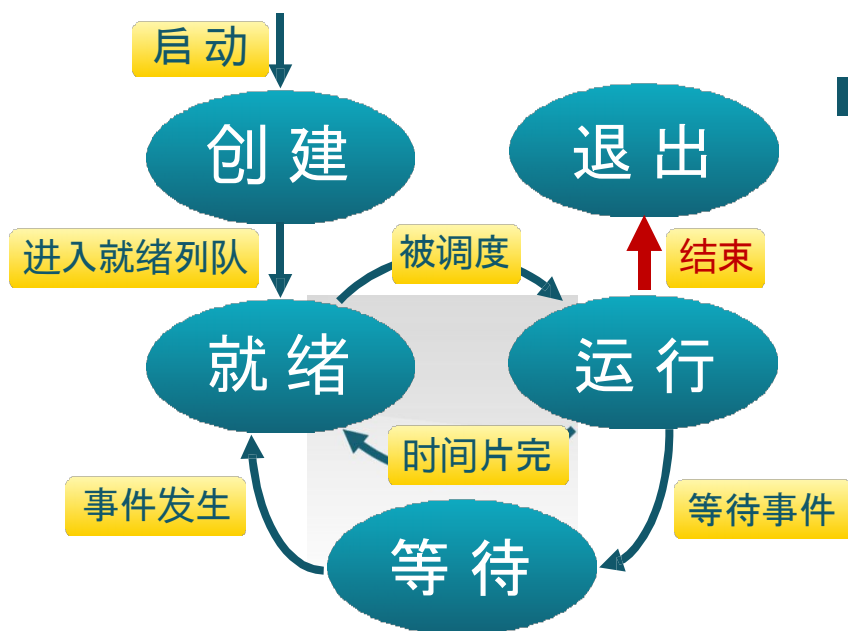 启动
创建
退出
进入就绪列队
被调度
结束
就绪
运行
时间片完
事件发生
等待事件
等待